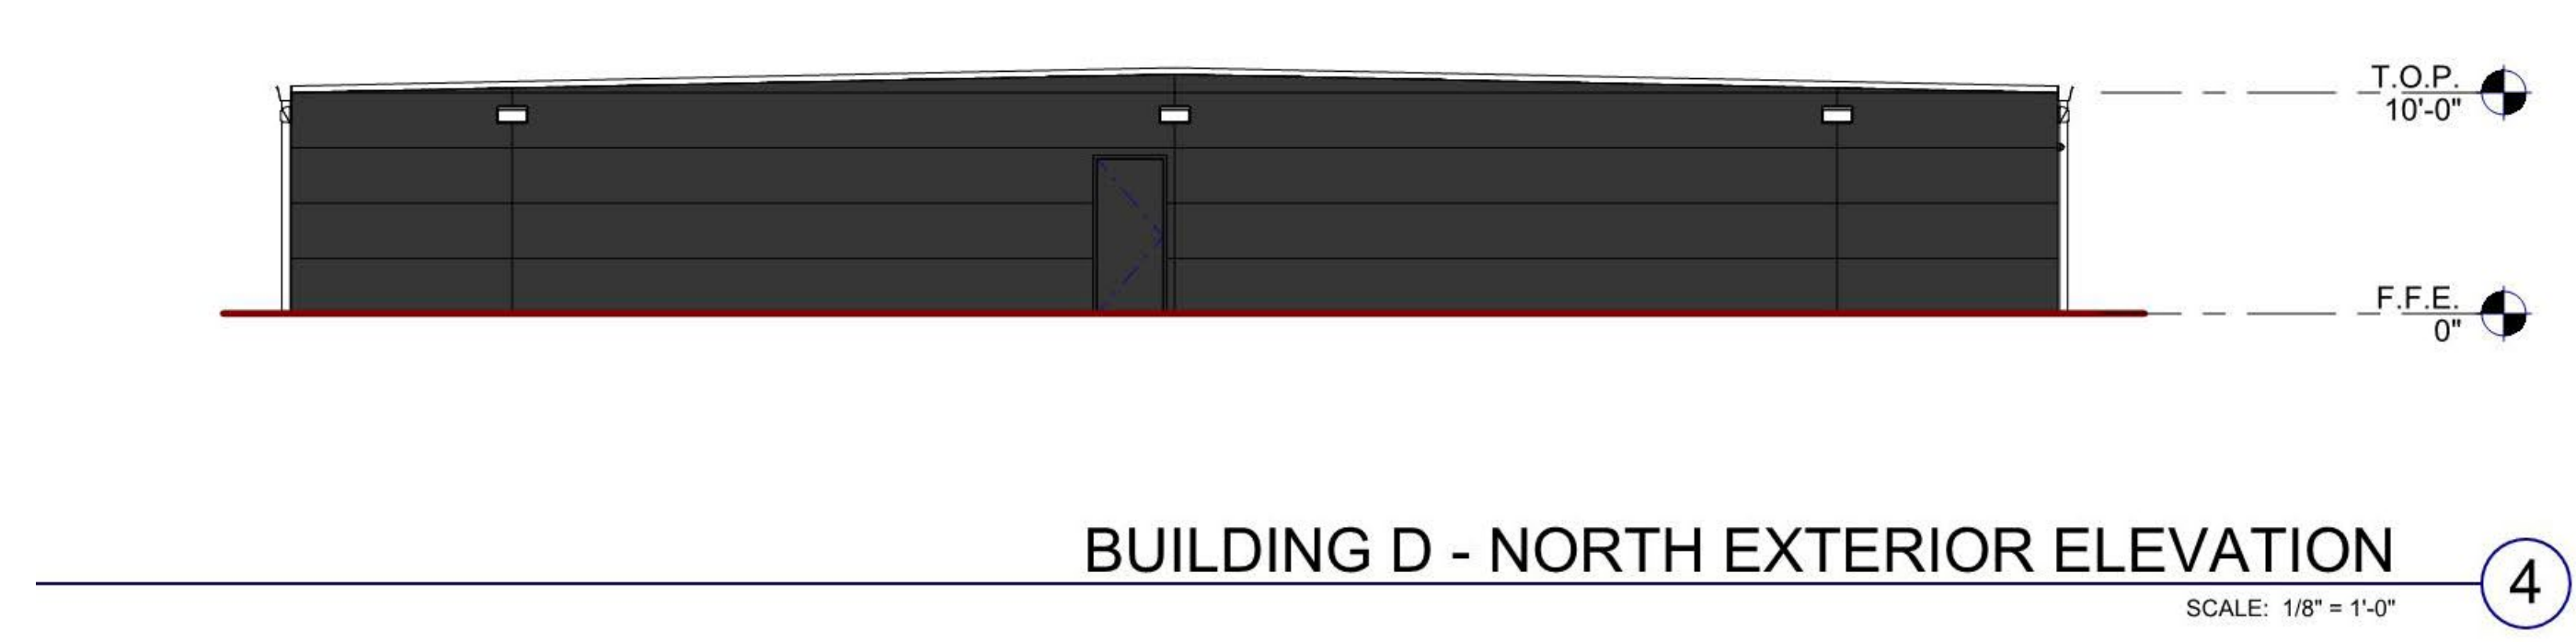 T.O.P.
10'-0"
F.F.E.
0"
BUILDING D - NORTH EXTERIOR ELEVATION
4
SCALE: 1/8" = 1'-0"